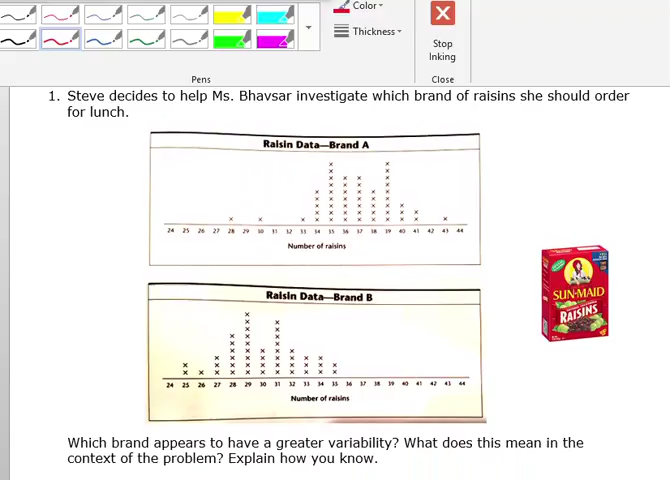 Color
Thickness
Stop
Inking
Pens
Close
1. Steve decides to help Ms. Bhavsar investigate which brand of raisins she should order
for lunch.
Raisin Data—Brand A
24 25 26 27 28 29 30 31 32 33 34 35 36 37 38 39 40 41 42 43 44
Number of raisins
SUN-MAID
RAISINS
Raisin Data—Brand B
24 25 26 27 28 29 30 31 32 33 34 35 36 37 38 39 40 41 42 43 44
Number of raisins
Which brand appears to have a greater variability? What does this mean in the
context of the problem? Explain how you know.